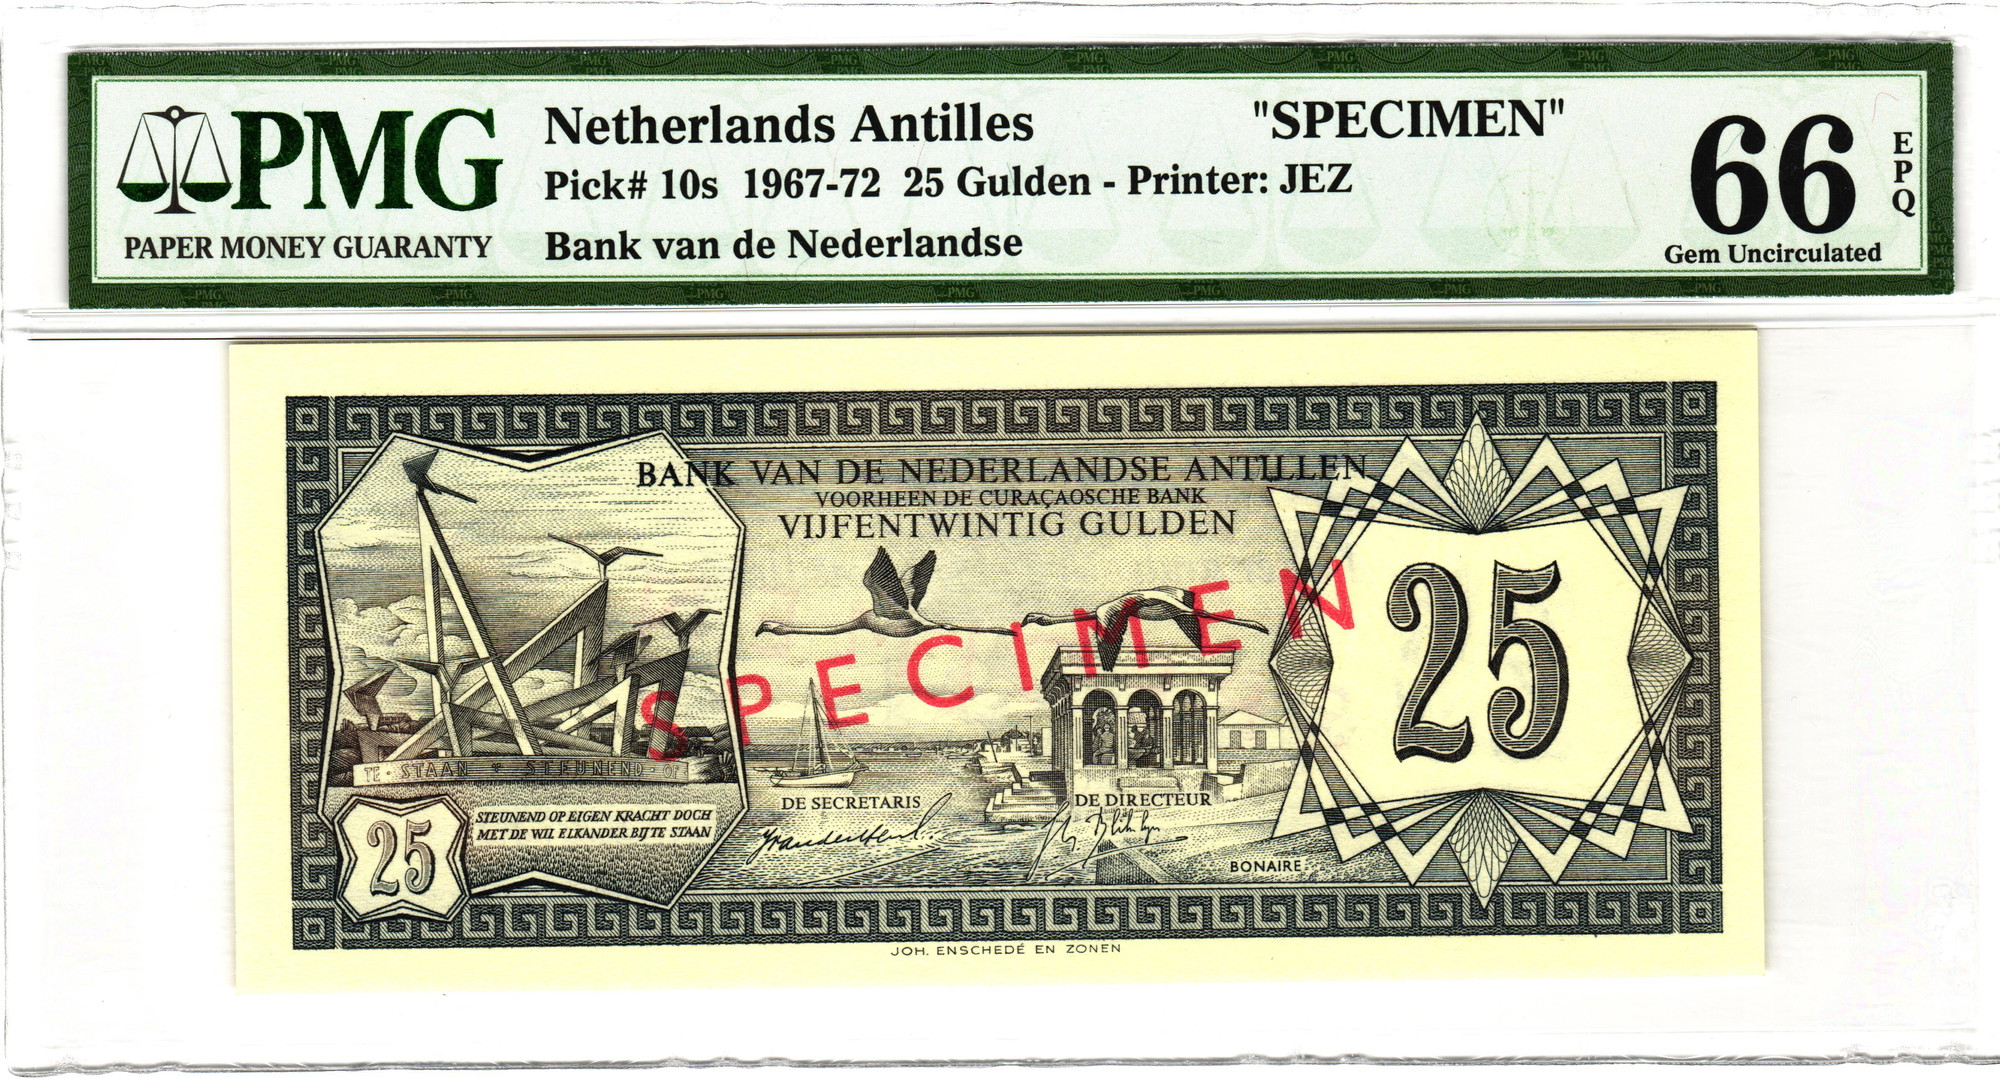 PMG
PAPER MONEY GUARANTY
Netherlands Antilles
"SPECIMEN"
Pick# 10s 1967-72 25 Gulden - Printer: JEZ
Bank van de Nederlandse
66
EPQ
Gem Uncirculated
BANK VAN DE NEDERLANDSE ANTILLEN
VOORHEEN DE CURAÇAOSCHE BANK
VIJFENTWINTIG GULDEN
SPECIMEN
25
TE · STAAN * STEUNEND · OP
STEUNEND OP EIGEN KRACHT DOCH
MET DE WIL ELKANDER BIJ TE STAAN
25
DE SECRETARIS
DE DIRECTEUR
BONAIRE
JOH. ENSCHEDÉ EN ZONEN